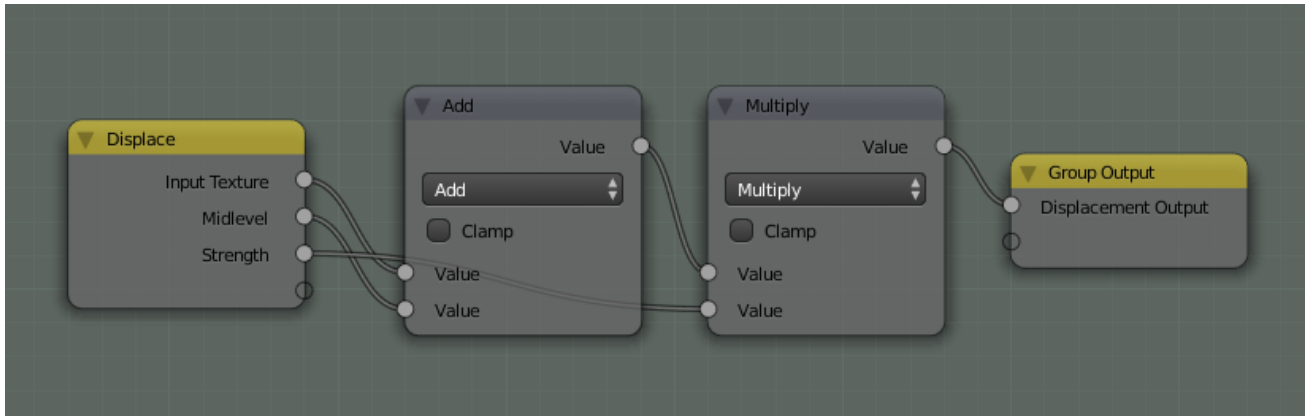 Displace
Input Texture
Midlevel
Strength
Add
Value
Add
Clamp
Value
Value
Multiply
Value
Multiply
Clamp
Value
Value
Group Output
Displacement Output